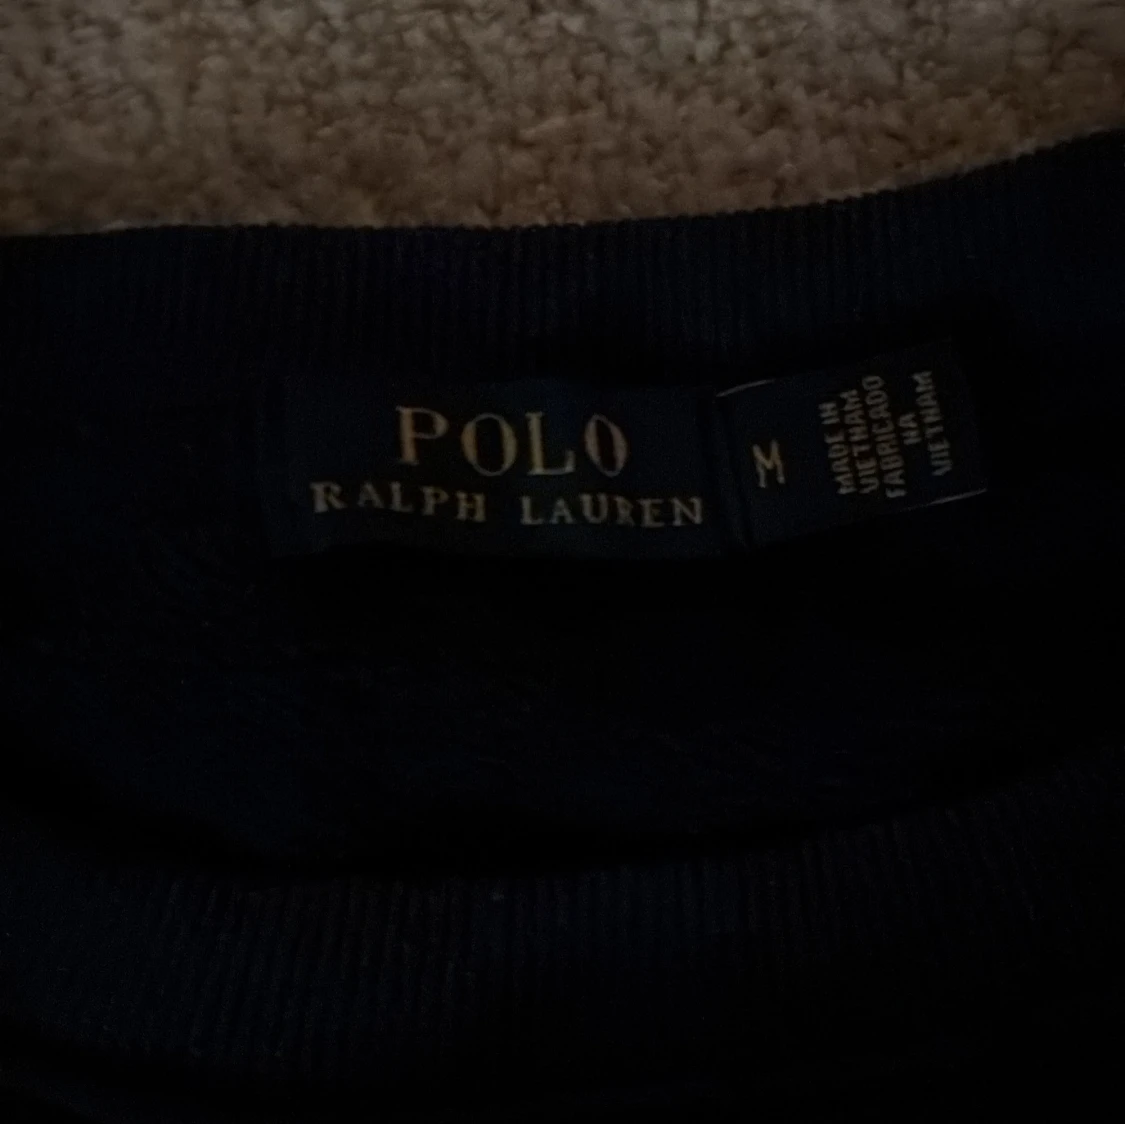 POLO
RALPH LAUREN
M
MADE IN
VIETNAM
FABRICADO
NA
VIETNAM